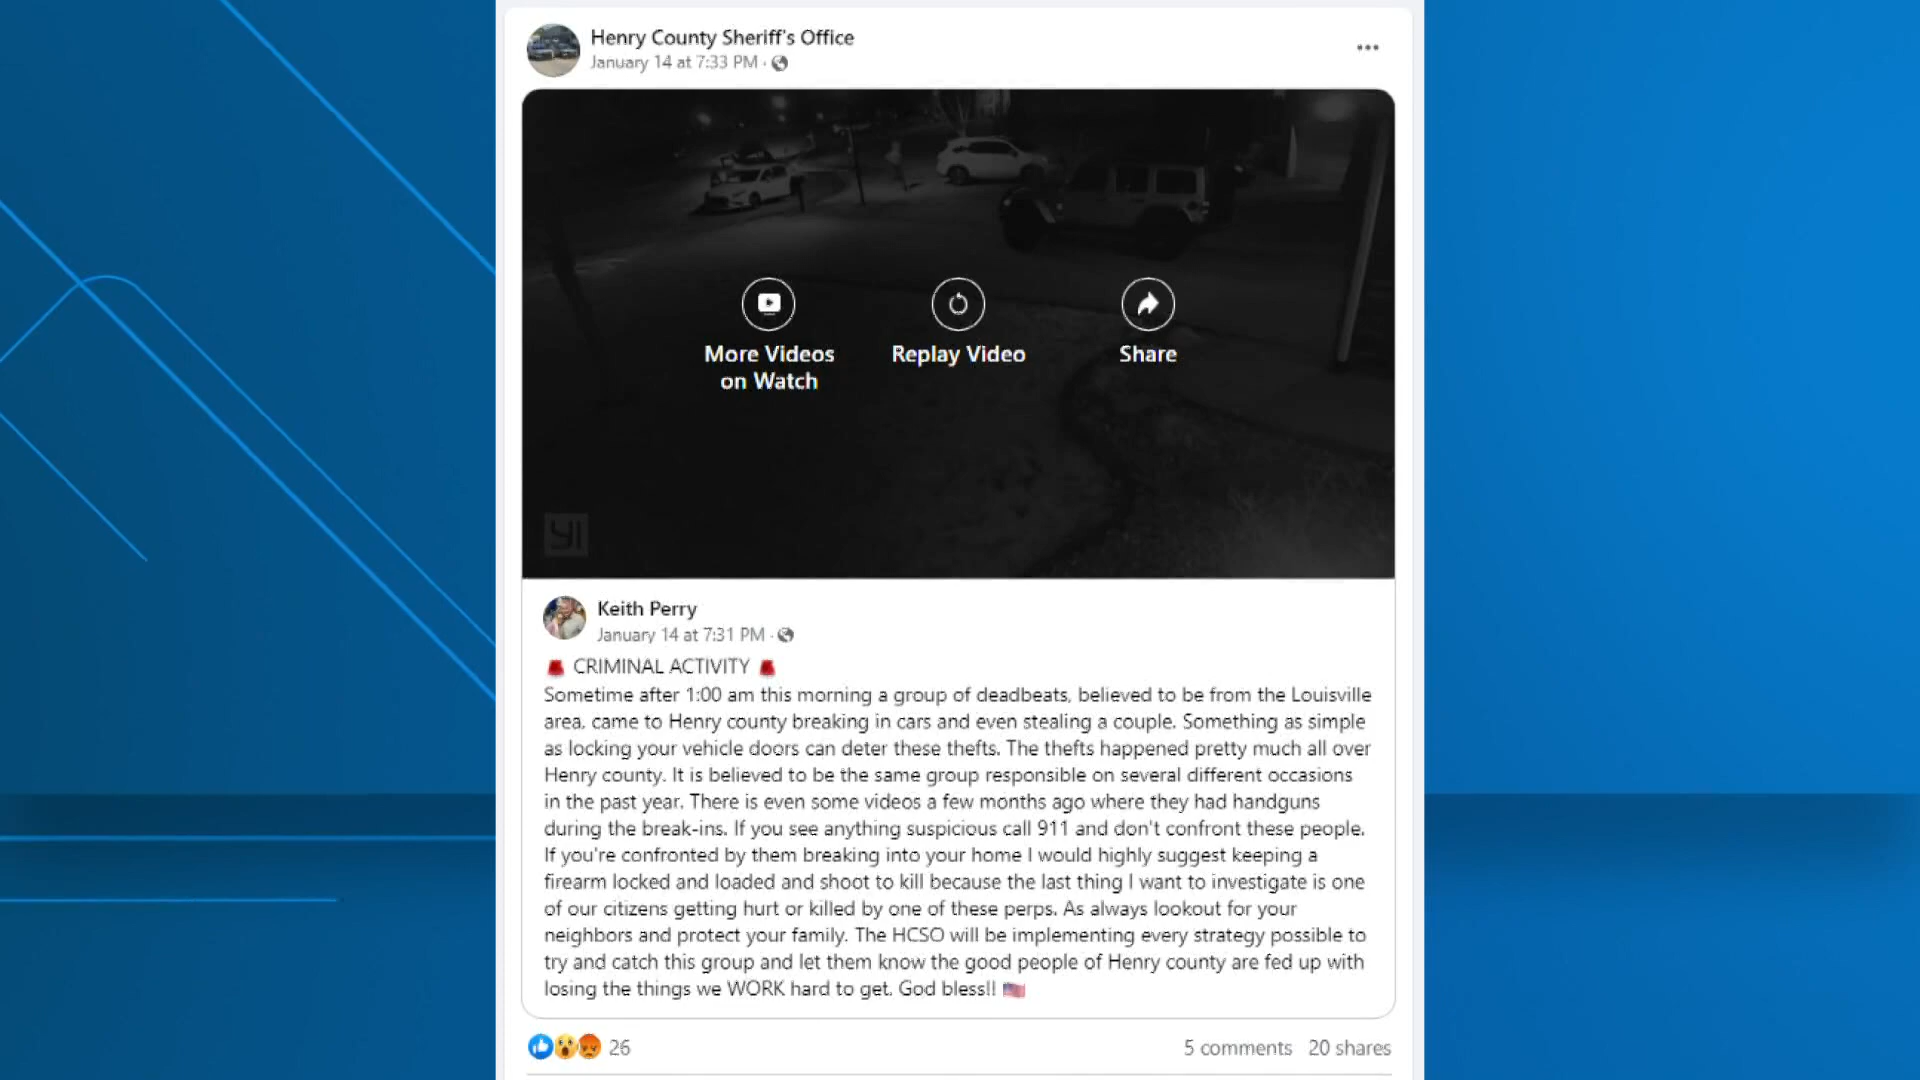 Henry County Sheriff's Office
January 14 at 7:33 PM ·
More Videos
on Watch
Replay Video
Share
YI
Keith Perry
January 14 at 7:31 PM ·
🚨 CRIMINAL ACTIVITY 🚨
Sometime after 1:00 am this morning a group of deadbeats, believed to be from the Louisville
area, came to Henry county breaking in cars and even stealing a couple. Something as simple
as locking your vehicle doors can deter these thefts. The thefts happened pretty much all over
Henry county. It is believed to be the same group responsible on several different occasions
in the past year. There is even some videos a few months ago where they had handguns
during the break-ins. If you see anything suspicious call 911 and don't confront these people.
If you're confronted by them breaking into your home I would highly suggest keeping a
firearm locked and loaded and shoot to kill because the last thing I want to investigate is one
of our citizens getting hurt or killed by one of these perps. As always lookout for your
neighbors and protect your family. The HCSO will be implementing every strategy possible to
try and catch this group and let them know the good people of Henry county are fed up with
losing the things we WORK hard to get. God bless!! 🇺🇸
26
5 comments 20 shares